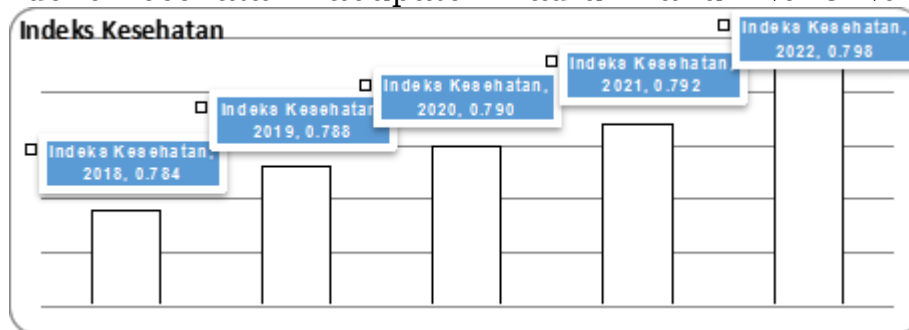 Indeks Kesehatan
Indeks Kesehatan,
2018, 0.784
Indeks Kesehatan,
2019, 0.788
Indeks Kesehatan,
2020, 0.790
Indeks Kesehatan,
2021, 0.792
Indeks Kesehatan,
2022, 0.798